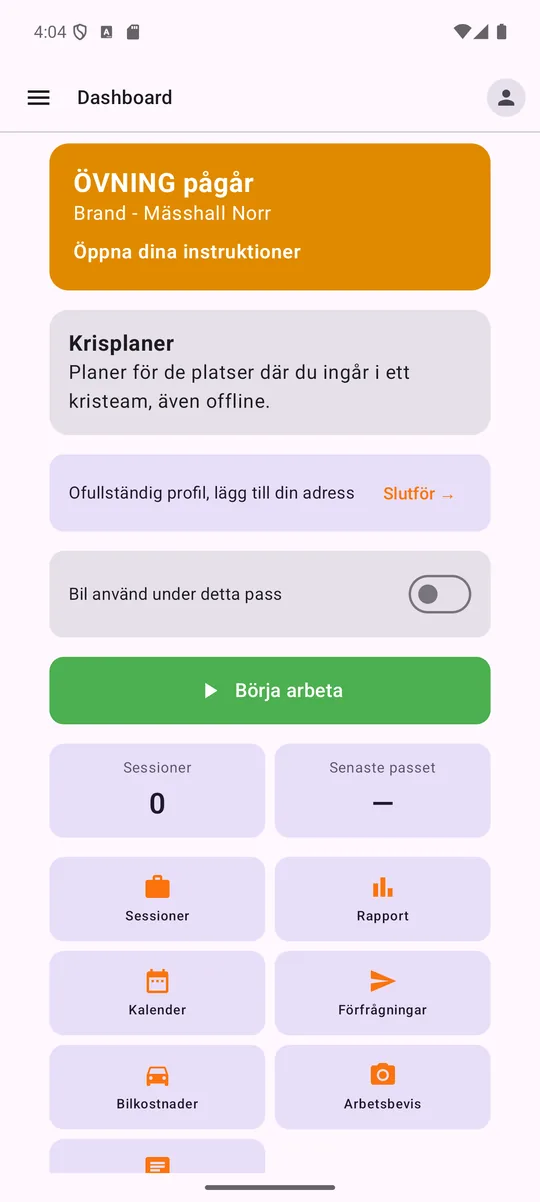 4:04
Dashboard
ÖVNING pågår
Brand - Mässhall Norr
Öppna dina instruktioner
Krisplaner
Planer för de platser där du ingår i ett
kristeam, även offline.
Ofullständig profil, lägg till din adress
Slutför →
Bil använd under detta pass
Börja arbeta
Sessioner
0
Senaste passet
—
Sessioner
Rapport
Kalender
Förfrågningar
Bilkostnader
Arbetsbevis